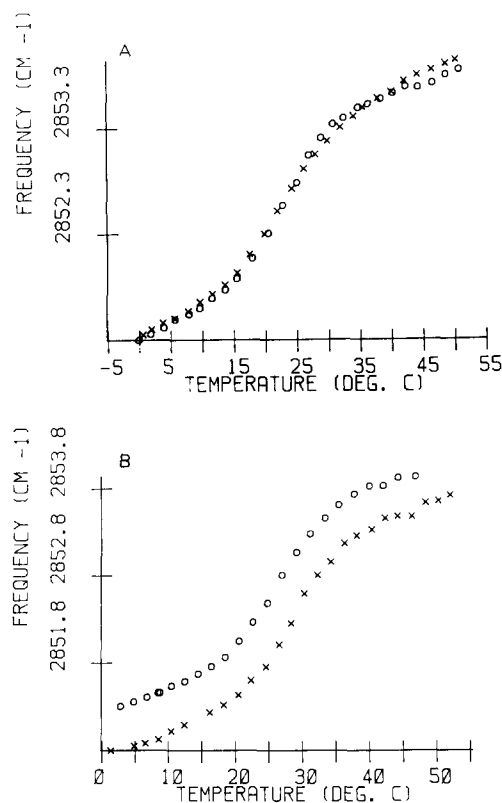 A
FREQUENCY (CM -1)
2853.3
2852.3
-5 5 15 25 35 45 55
TEMPERATURE (DEG. C)
B
FREQUENCY (CM -1)
2853.8
2852.8
2851.8
0 10 20 30 40 50
TEMPERATURE (DEG. C)